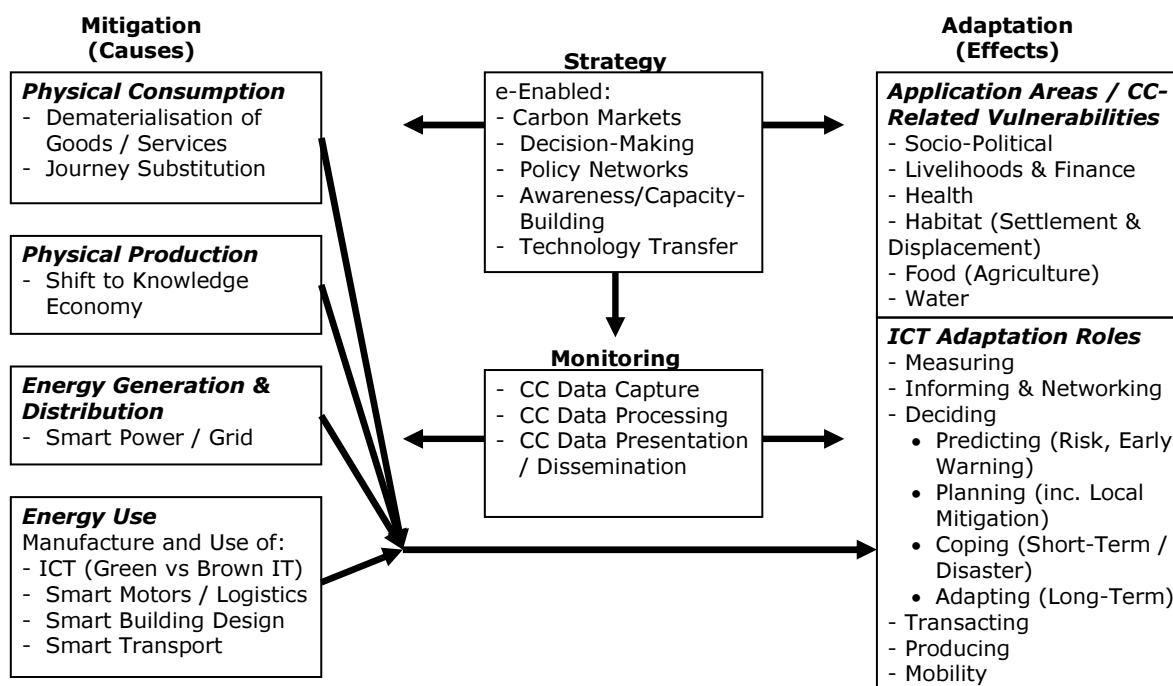 Mitigation
(Causes)
Physical Consumption
- Dematerialisation of
Goods / Services
- Journey Substitution
Physical Production
- Shift to Knowledge
Economy
Energy Generation &
Distribution
- Smart Power / Grid
Energy Use
Manufacture and Use of:
- ICT (Green vs Brown IT)
- Smart Motors / Logistics
- Smart Building Design
- Smart Transport
Strategy
e-Enabled:
- Carbon Markets
- Decision-Making
- Policy Networks
- Awareness/Capacity-
Building
- Technology Transfer
Monitoring
- CC Data Capture
- CC Data Processing
- CC Data Presentation
/ Dissemination
Adaptation
(Effects)
Application Areas / CC-
Related Vulnerabilities
- Socio-Political
- Livelihoods & Finance
- Health
- Habitat (Settlement &
Displacement)
- Food (Agriculture)
- Water
ICT Adaptation Roles
- Measuring
- Informing & Networking
- Deciding
• Predicting (Risk, Early
Warning)
• Planning (inc. Local
Mitigation)
• Coping (Short-Term /
Disaster)
• Adapting (Long-Term)
- Transacting
- Producing
- Mobility